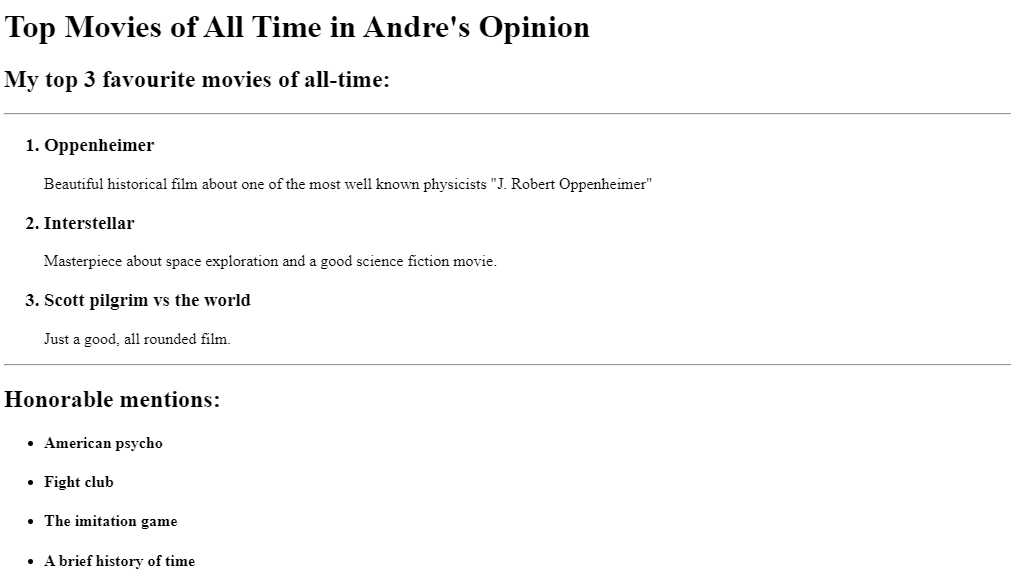 Top Movies of All Time in Andre's Opinion
My top 3 favourite movies of all-time:
1. Oppenheimer
Beautiful historical film about one of the most well known physicists "J. Robert Oppenheimer"
2. Interstellar
Masterpiece about space exploration and a good science fiction movie.
3. Scott pilgrim vs the world
Just a good, all rounded film.
Honorable mentions:
• American psycho
• Fight club
• The imitation game
• A brief history of time